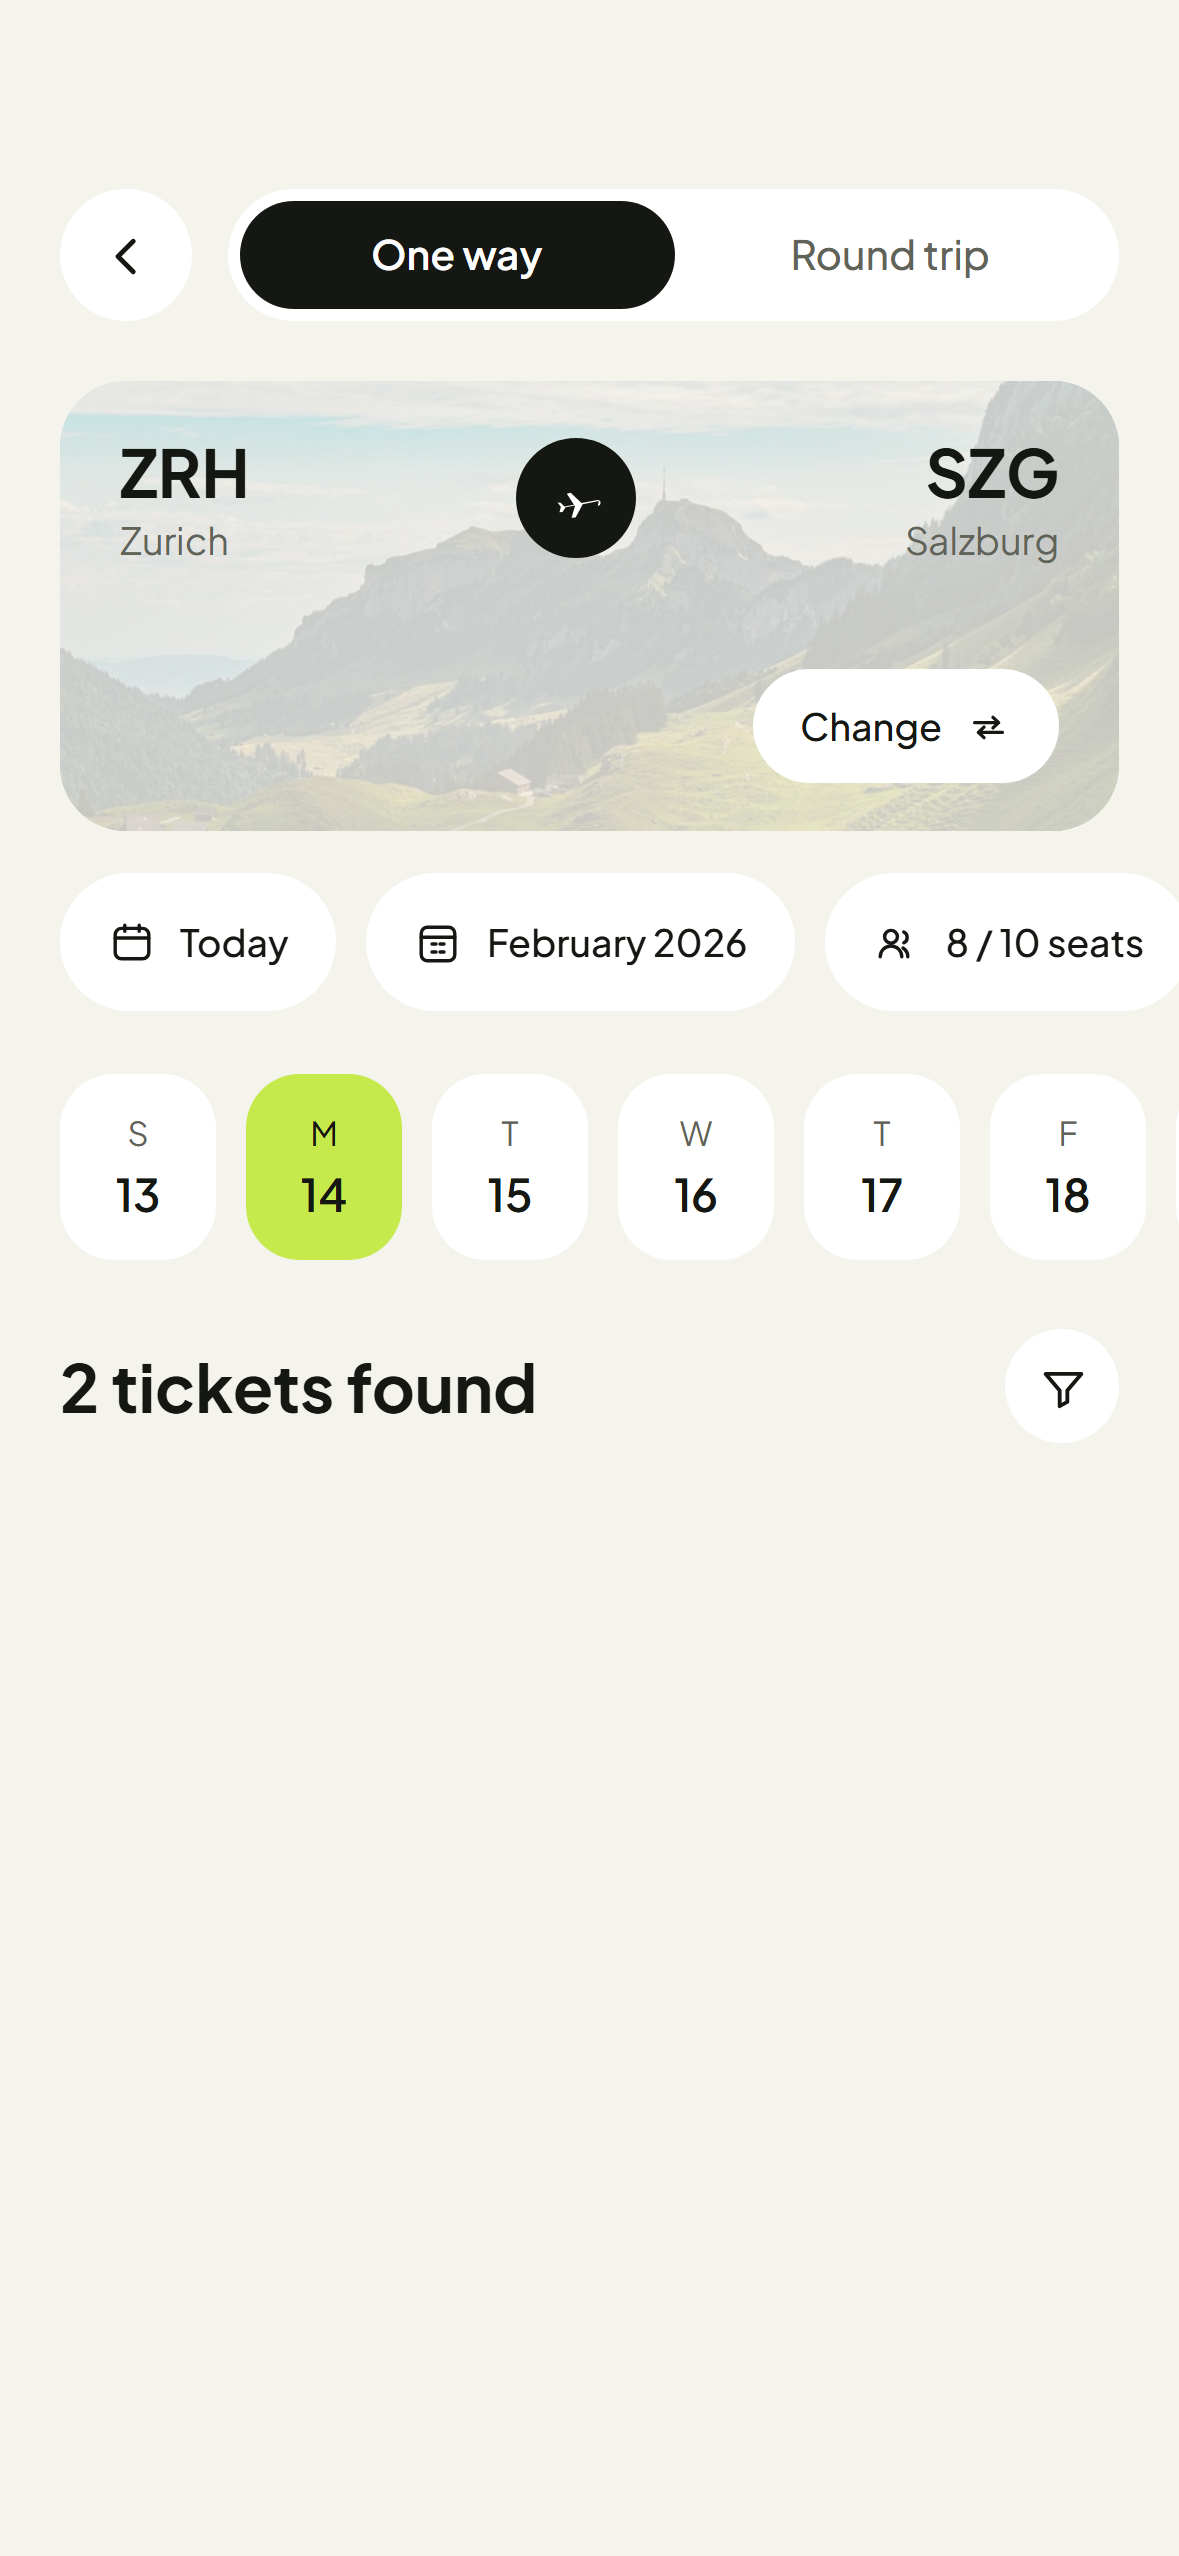 One way
Round trip
ZRH
SZG
Zurich
Salzburg
Change
Today
February 2026
8 / 10 seats
S
M
T
W
T
F
13
14
15
16
17
18
2 tickets found